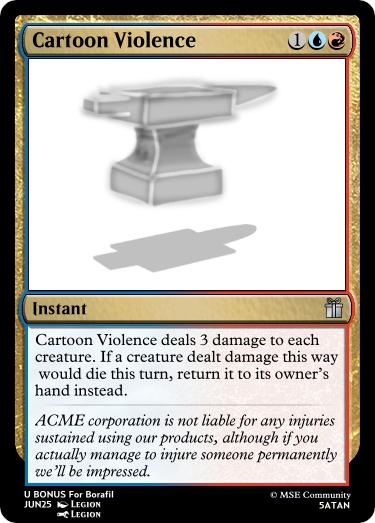 Cartoon Violence 1
Instant
Cartoon Violence deals 3 damage to each
creature. If a creature dealt damage this way
would die this turn, return it to its owner's
hand instead.
ACME corporation is not liable for any injuries
sustained using our products, although if you
actually manage to injure someone permanently
we'll be impressed.
U BONUS For Borafil
JUN25 LEGION
LEGION
© MSE Community
5ATAN